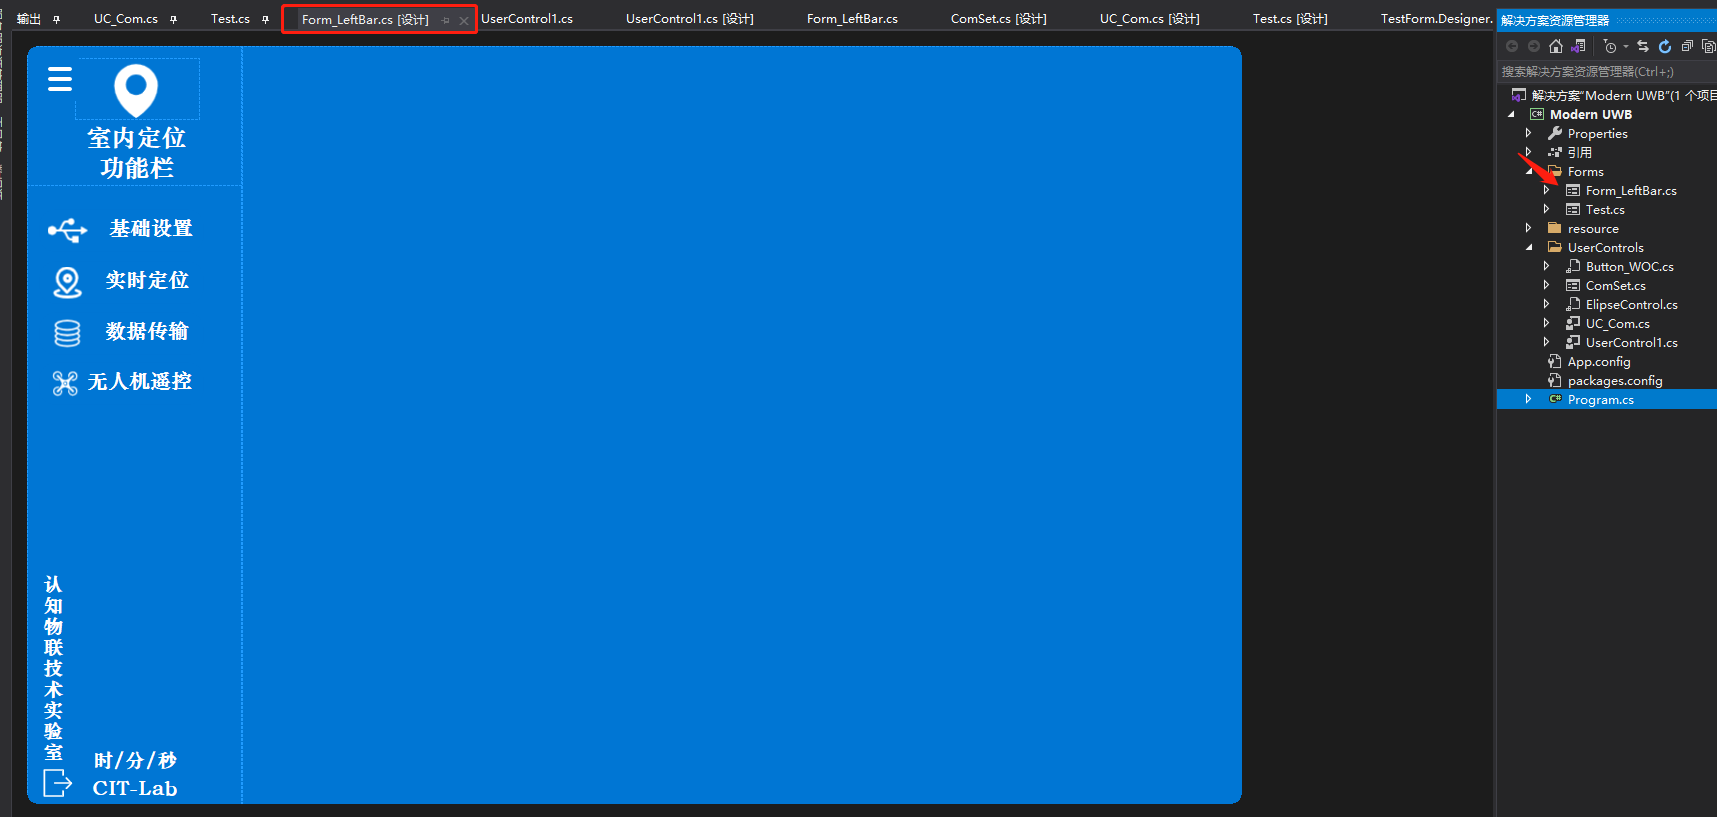 输出
UC_Com.cs
Test.cs
Form_LeftBar.cs [设计]
UserControl1.cs
UserControl1.cs [设计]
Form_LeftBar.cs
ComSet.cs [设计]
UC_Com.cs [设计]
Test.cs [设计]
TestForm.Designer.
室内定位
功能栏
基础设置
实时定位
数据传输
无人机遥控
认
知
物
联
技
术
实
验
室
时/分/秒
CIT-Lab
解决方案资源管理器
搜索解决方案资源管理器(Ctrl+;)
解决方案"Modern UWB"(1 个项目
Modern UWB
Properties
引用
Forms
Form_LeftBar.cs
Test.cs
resource
UserControls
Button_WOC.cs
ComSet.cs
ElipseControl.cs
UC_Com.cs
UserControl1.cs
App.config
packages.config
Program.cs